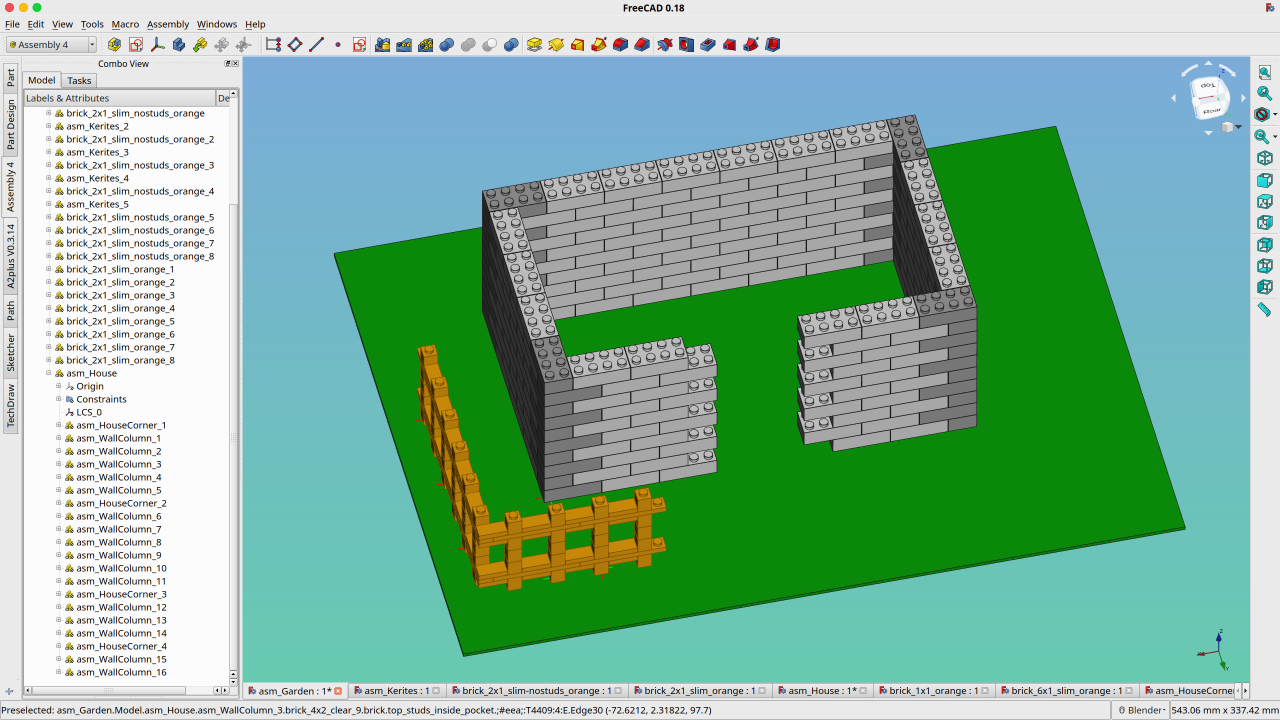 FreeCAD 0.18
File Edit View Tools Macro Assembly Windows Help
Assembly 4
Combo View
Model Tasks
Labels & Attributes De
brick_2x1_slim_nostuds_orange
asm_Kerites_2
brick_2x1_slim_nostuds_orange_2
asm_Kerites_3
brick_2x1_slim_nostuds_orange_3
asm_Kerites_4
brick_2x1_slim_nostuds_orange_4
asm_Kerites_5
brick_2x1_slim_nostuds_orange_5
brick_2x1_slim_nostuds_orange_6
brick_2x1_slim_nostuds_orange_7
brick_2x1_slim_nostuds_orange_8
brick_2x1_slim_orange_1
brick_2x1_slim_orange_2
brick_2x1_slim_orange_3
brick_2x1_slim_orange_4
brick_2x1_slim_orange_5
brick_2x1_slim_orange_6
brick_2x1_slim_orange_7
brick_2x1_slim_orange_8
asm_House
Origin
Constraints
LCS_0
asm_HouseCorner_1
asm_WallColumn_1
asm_WallColumn_2
asm_WallColumn_3
asm_WallColumn_4
asm_WallColumn_5
asm_HouseCorner_2
asm_WallColumn_6
asm_WallColumn_7
asm_WallColumn_8
asm_WallColumn_9
asm_WallColumn_10
asm_WallColumn_11
asm_HouseCorner_3
asm_WallColumn_12
asm_WallColumn_13
asm_WallColumn_14
asm_HouseCorner_4
asm_WallColumn_15
asm_WallColumn_16
Part
Part Design
Assembly 4
A2plus V0.3.14
Path
Sketcher
TechDraw
Top
Rear
asm_Garden : 1* asm_Kerites : 1 brick_2x1_slim-nostuds_orange : 1 brick_2x1_slim_orange : 1 asm_House : 1* brick_1x1_orange : 1 brick_6x1_slim_orange : 1 asm_HouseCorne
Preselected: asm_Garden.Model.asm_House.asm_WallColumn_3.brick_4x2_clear_9.brick.top_studs_inside_pocket.;#eea;:T4409:4:E.Edge30 (-72.6212, 2.31822, 97.7) Blender 543.06 mm x 337.42 mm